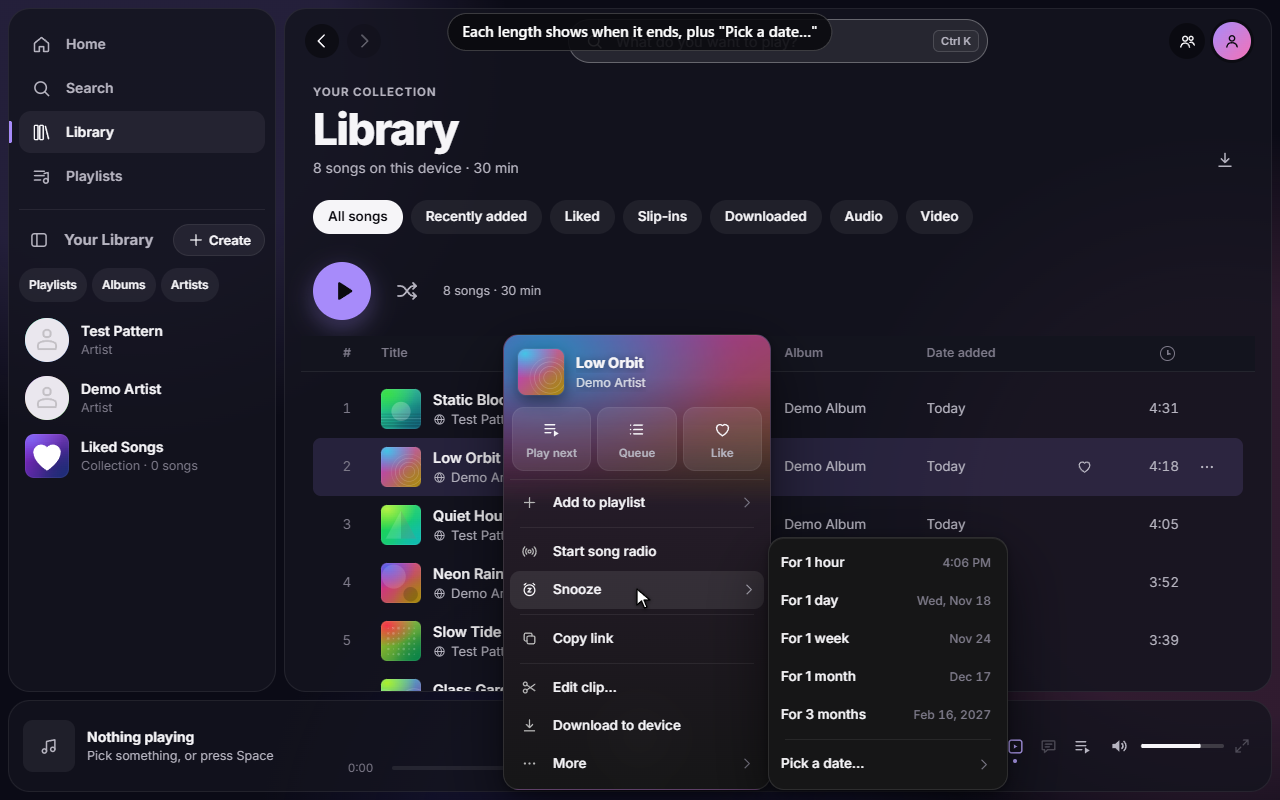 Each length shows when it ends, plus "Pick a date..."
Ctrl K
Home
Search
Library
Playlists
Your Library
Create
Playlists
Albums
Artists
Test Pattern
Artist
Demo Artist
Artist
Liked Songs
Collection · 0 songs
YOUR COLLECTION
Library
8 songs on this device · 30 min
All songs
Recently added
Liked
Slip-ins
Downloaded
Audio
Video
8 songs · 30 min
# Title Album Date added
1 Static Bloo Demo Album Today 4:31
Test Patt
2 Low Orbit Demo Album Today 4:18
Demo Ar
3 Quiet Hou Demo Album Today 4:05
Test Patt
4 Neon Rain 3:52
Demo Ar
5 Slow Tide 3:39
Test Patt
Glass Gar
Low Orbit
Demo Artist
Play next
Queue
Like
Add to playlist
Start song radio
Snooze
Copy link
Edit clip...
Download to device
More
For 1 hour 4:06 PM
For 1 day Wed, Nov 18
For 1 week Nov 24
For 1 month Dec 17
For 3 months Feb 16, 2027
Pick a date...
Nothing playing
Pick something, or press Space
0:00